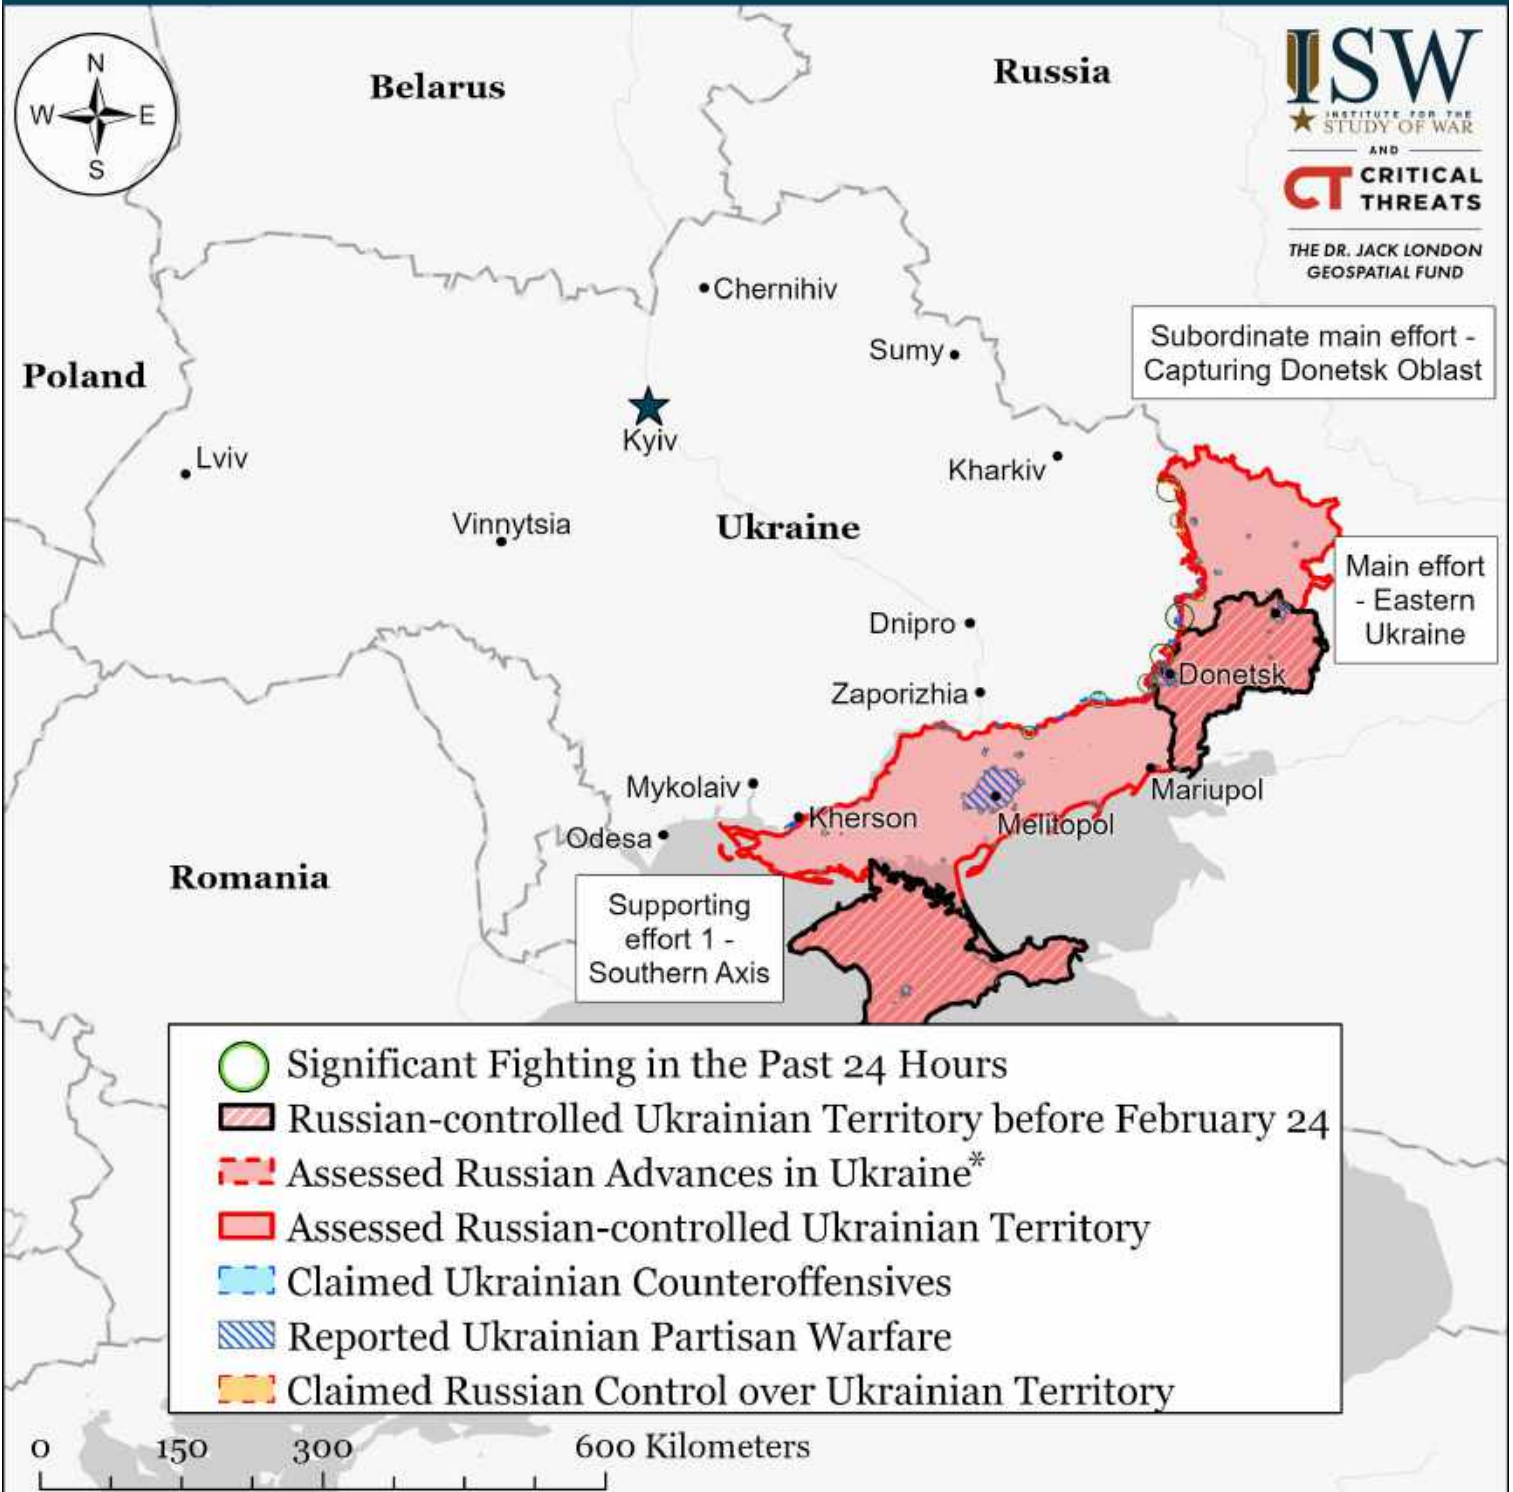 N
W
E
S
Belarus
Russia
ISW
INSTITUTE FOR THE
STUDY OF WAR
AND
CT CRITICAL
THREATS
THE DR. JACK LONDON
GEOSPATIAL FUND
Chernihiv
Subordinate main effort -
Capturing Donetsk Oblast
Sumy
Poland
Kyiv
Lviv
Kharkiv
Vinnytsia
Ukraine
Main effort
- Eastern
Ukraine
Dnipro
Donetsk
Zaporizhia
Mykolaiv
Mariupol
Kherson
Melitopol
Odesa
Romania
Supporting
effort 1 -
Southern Axis
Significant Fighting in the Past 24 Hours
Russian-controlled Ukrainian Territory before February 24
Assessed Russian Advances in Ukraine*
Assessed Russian-controlled Ukrainian Territory
Claimed Ukrainian Counteroffensives
Reported Ukrainian Partisan Warfare
Claimed Russian Control over Ukrainian Territory
0 150 300 600 Kilometers